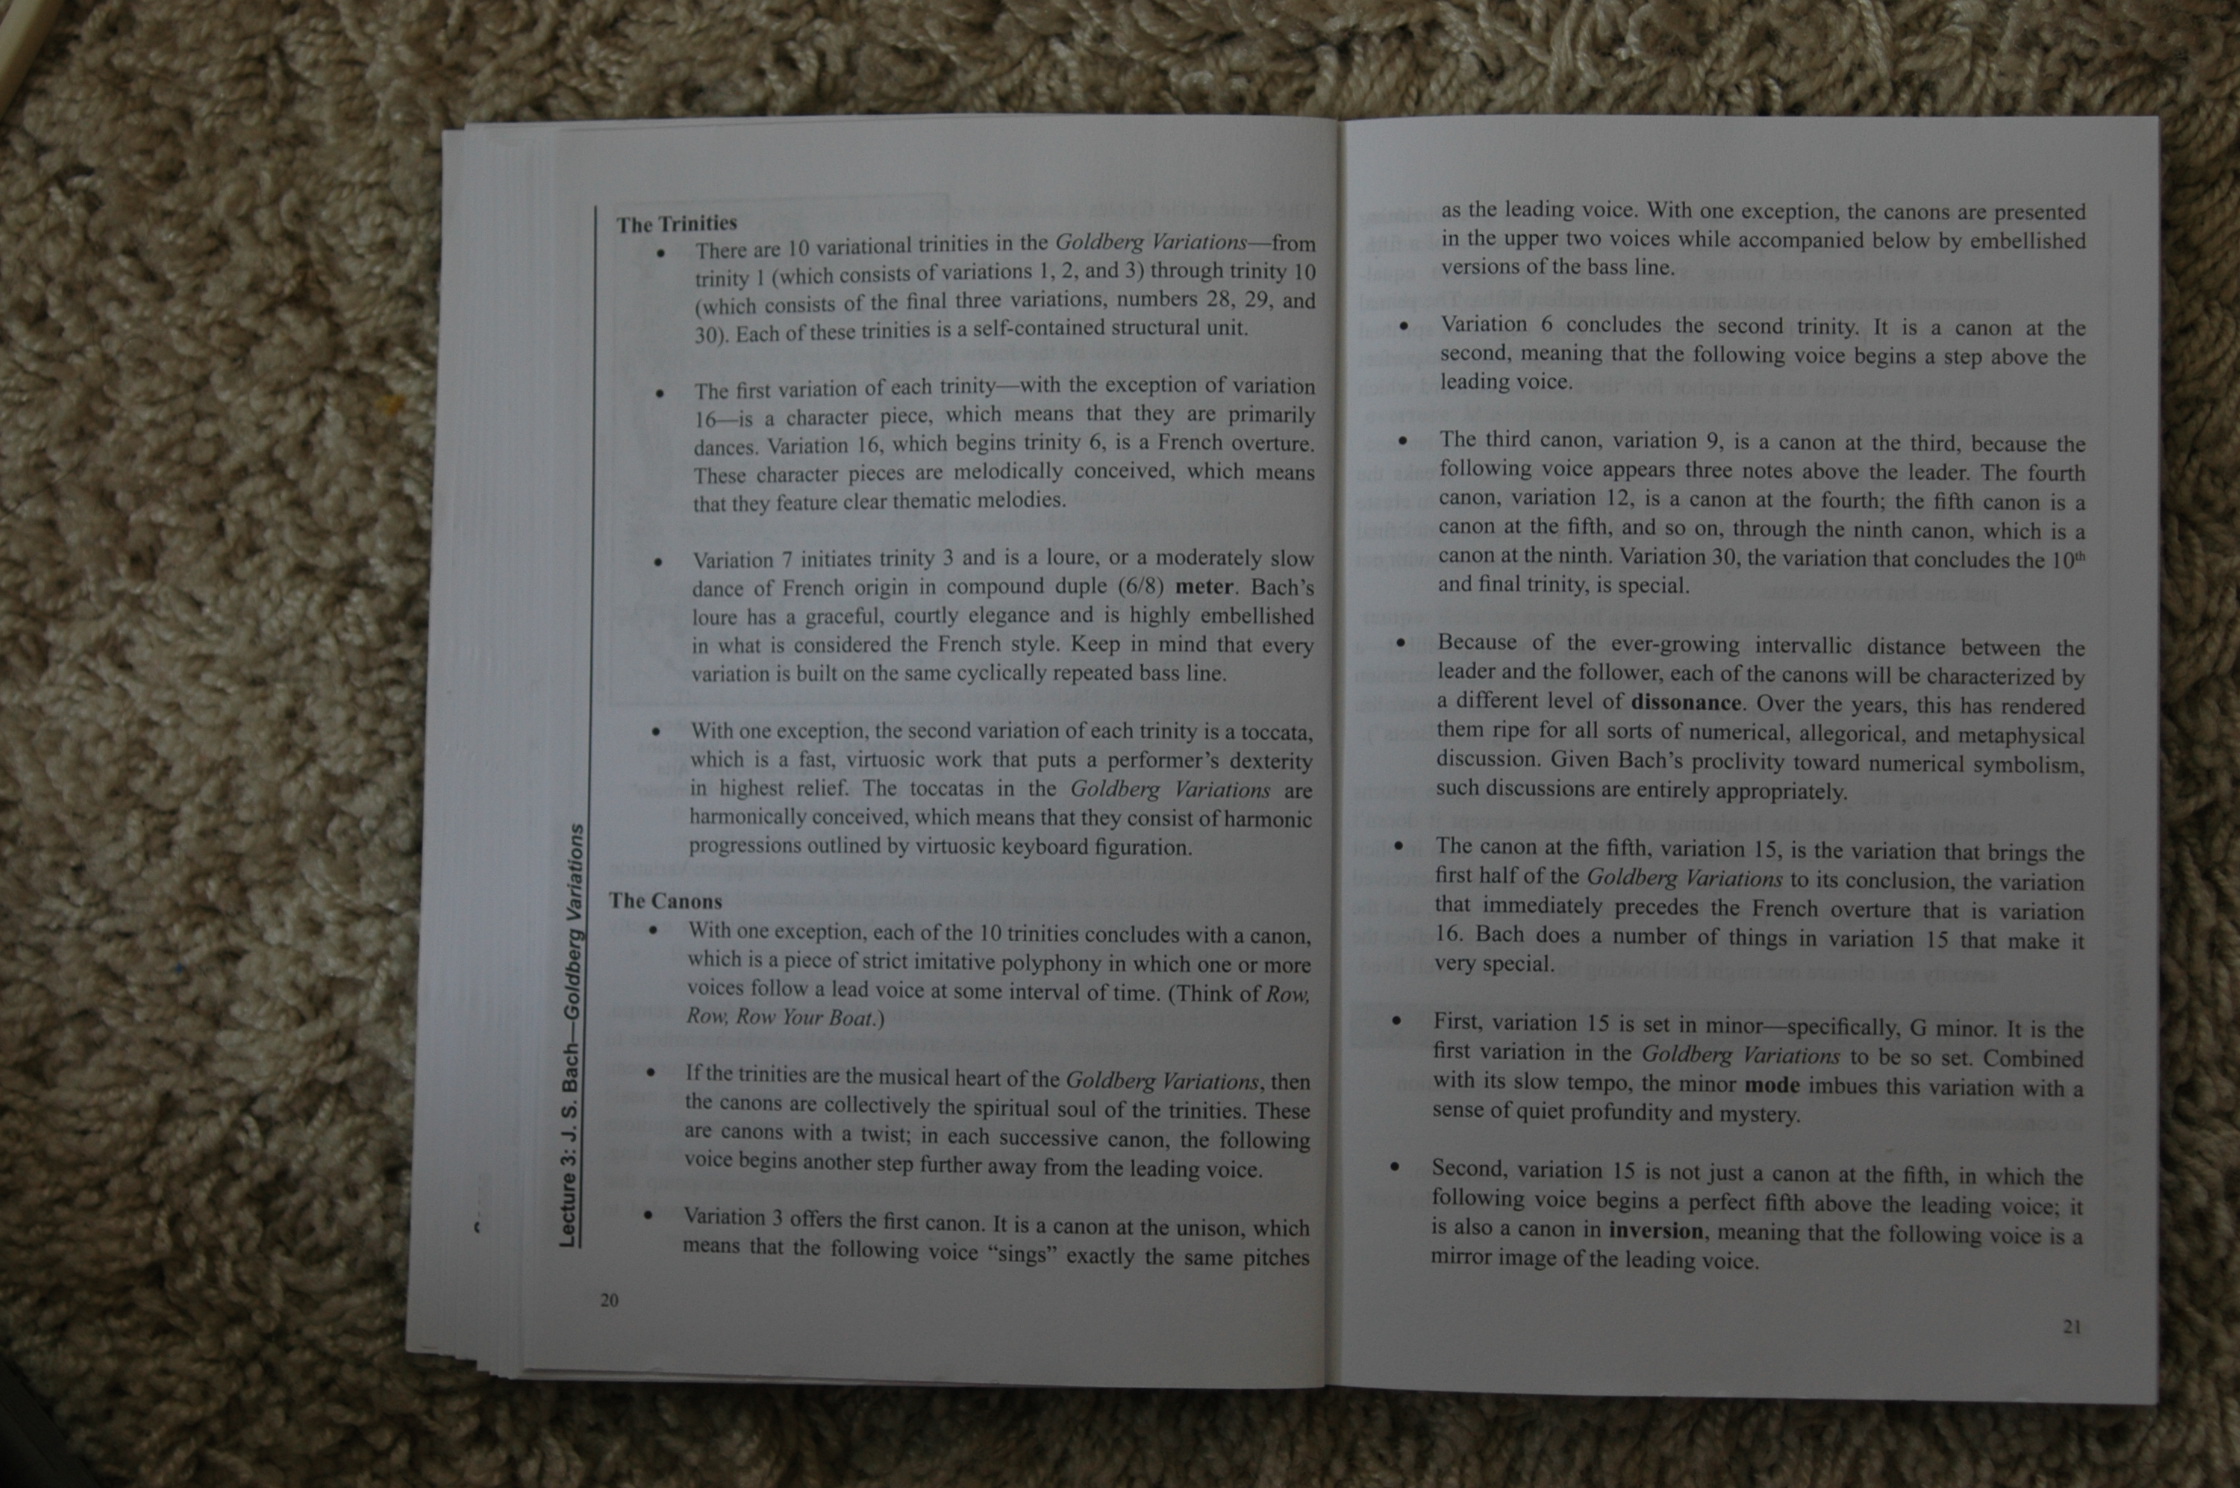 The Trinities
• There are 10 variational trinities in the Goldberg Variations—from
trinity 1 (which consists of variations 1, 2, and 3) through trinity 10
(which consists of the final three variations, numbers 28, 29, and
30). Each of these trinities is a self-contained structural unit.
• The first variation of each trinity—with the exception of variation
16—is a character piece, which means that they are primarily
dances. Variation 16, which begins trinity 6, is a French overture.
These character pieces are melodically conceived, which means
that they feature clear thematic melodies.
• Variation 7 initiates trinity 3 and is a loure, or a moderately slow
dance of French origin in compound duple (6/8) meter. Bach's
loure has a graceful, courtly elegance and is highly embellished
in what is considered the French style. Keep in mind that every
variation is built on the same cyclically repeated bass line.
• With one exception, the second variation of each trinity is a toccata,
which is a fast, virtuosic work that puts a performer's dexterity
in highest relief. The toccatas in the Goldberg Variations are
harmonically conceived, which means that they consist of harmonic
progressions outlined by virtuosic keyboard figuration.
The Canons
• With one exception, each of the 10 trinities concludes with a canon,
which is a piece of strict imitative polyphony in which one or more
voices follow a lead voice at some interval of time. (Think of Row,
Row, Row Your Boat.)
• If the trinities are the musical heart of the Goldberg Variations, then
the canons are collectively the spiritual soul of the trinities. These
are canons with a twist; in each successive canon, the following
voice begins another step further away from the leading voice.
• Variation 3 offers the first canon. It is a canon at the unison, which
means that the following voice “sings” exactly the same pitches
20
Lecture 3: J. S. Bach—Goldberg Variations
as the leading voice. With one exception, the canons are presented
in the upper two voices while accompanied below by embellished
versions of the bass line.
• Variation 6 concludes the second trinity. It is a canon at the
second, meaning that the following voice begins a step above the
leading voice.
• The third canon, variation 9, is a canon at the third, because the
following voice appears three notes above the leader. The fourth
canon, variation 12, is a canon at the fourth; the fifth canon is a
canon at the fifth, and so on, through the ninth canon, which is a
canon at the ninth. Variation 30, the variation that concludes the 10th
and final trinity, is special.
• Because of the ever-growing intervallic distance between the
leader and the follower, each of the canons will be characterized by
a different level of dissonance. Over the years, this has rendered
them ripe for all sorts of numerical, allegorical, and metaphysical
discussion. Given Bach's proclivity toward numerical symbolism,
such discussions are entirely appropriately.
• The canon at the fifth, variation 15, is the variation that brings the
first half of the Goldberg Variations to its conclusion, the variation
that immediately precedes the French overture that is variation
16. Bach does a number of things in variation 15 that make it
very special.
• First, variation 15 is set in minor—specifically, G minor. It is the
first variation in the Goldberg Variations to be so set. Combined
with its slow tempo, the minor mode imbues this variation with a
sense of quiet profundity and mystery.
• Second, variation 15 is not just a canon at the fifth, in which the
following voice begins a perfect fifth above the leading voice; it
is also a canon in inversion, meaning that the following voice is a
mirror image of the leading voice.
21